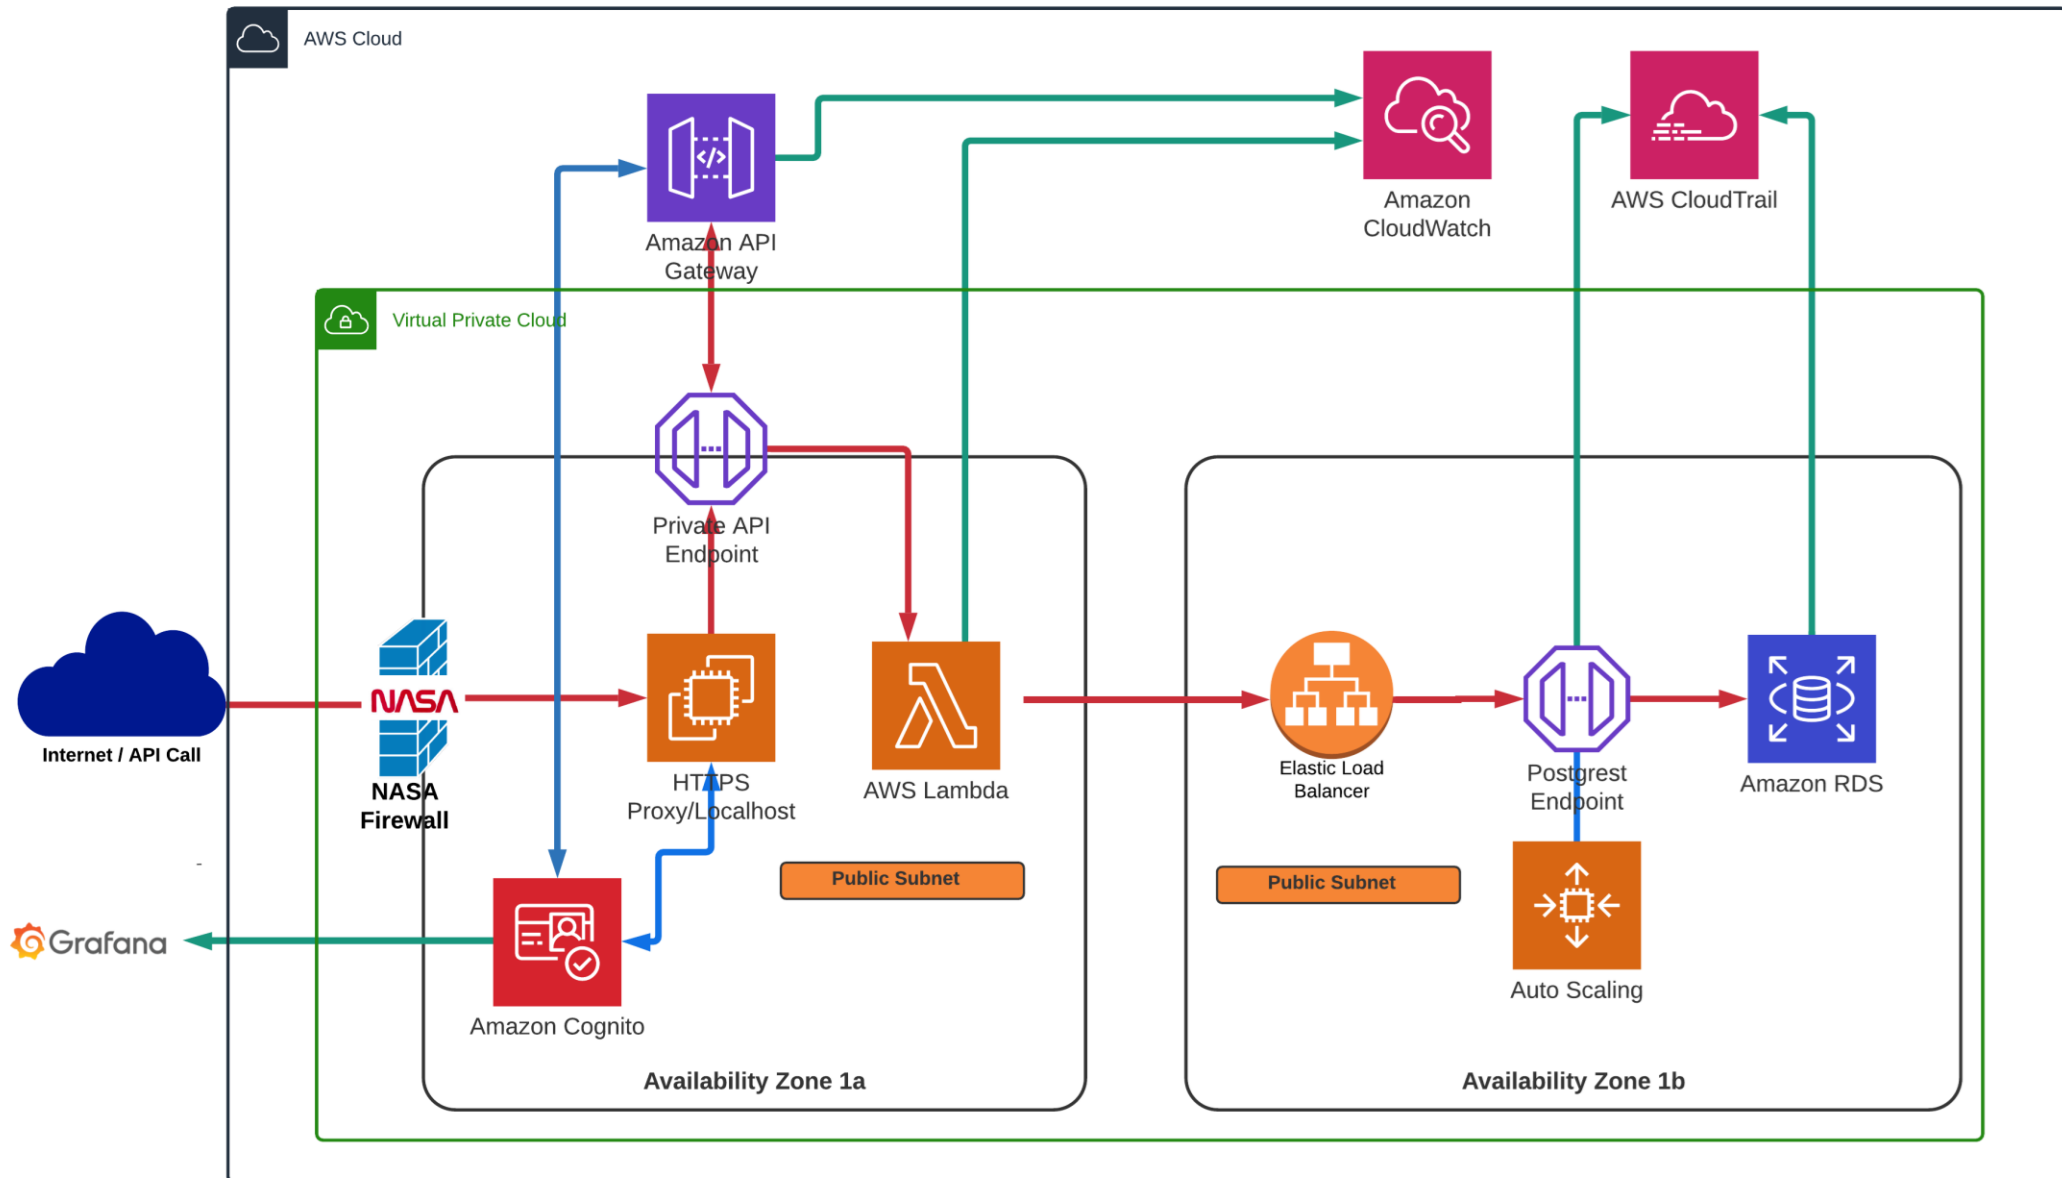 AWS Cloud
Amazon API
Gateway
Amazon
CloudWatch
AWS CloudTrail
Virtual Private Cloud
Private API
Endpoint
Internet / API Call
NASA
NASA
Firewall
HTTPS
Proxy/Localhost
AWS Lambda
Elastic Load
Balancer
Postgrest
Endpoint
Amazon RDS
-
Public Subnet
Public Subnet
Grafana
Amazon Cognito
Auto Scaling
Availability Zone 1a
Availability Zone 1b